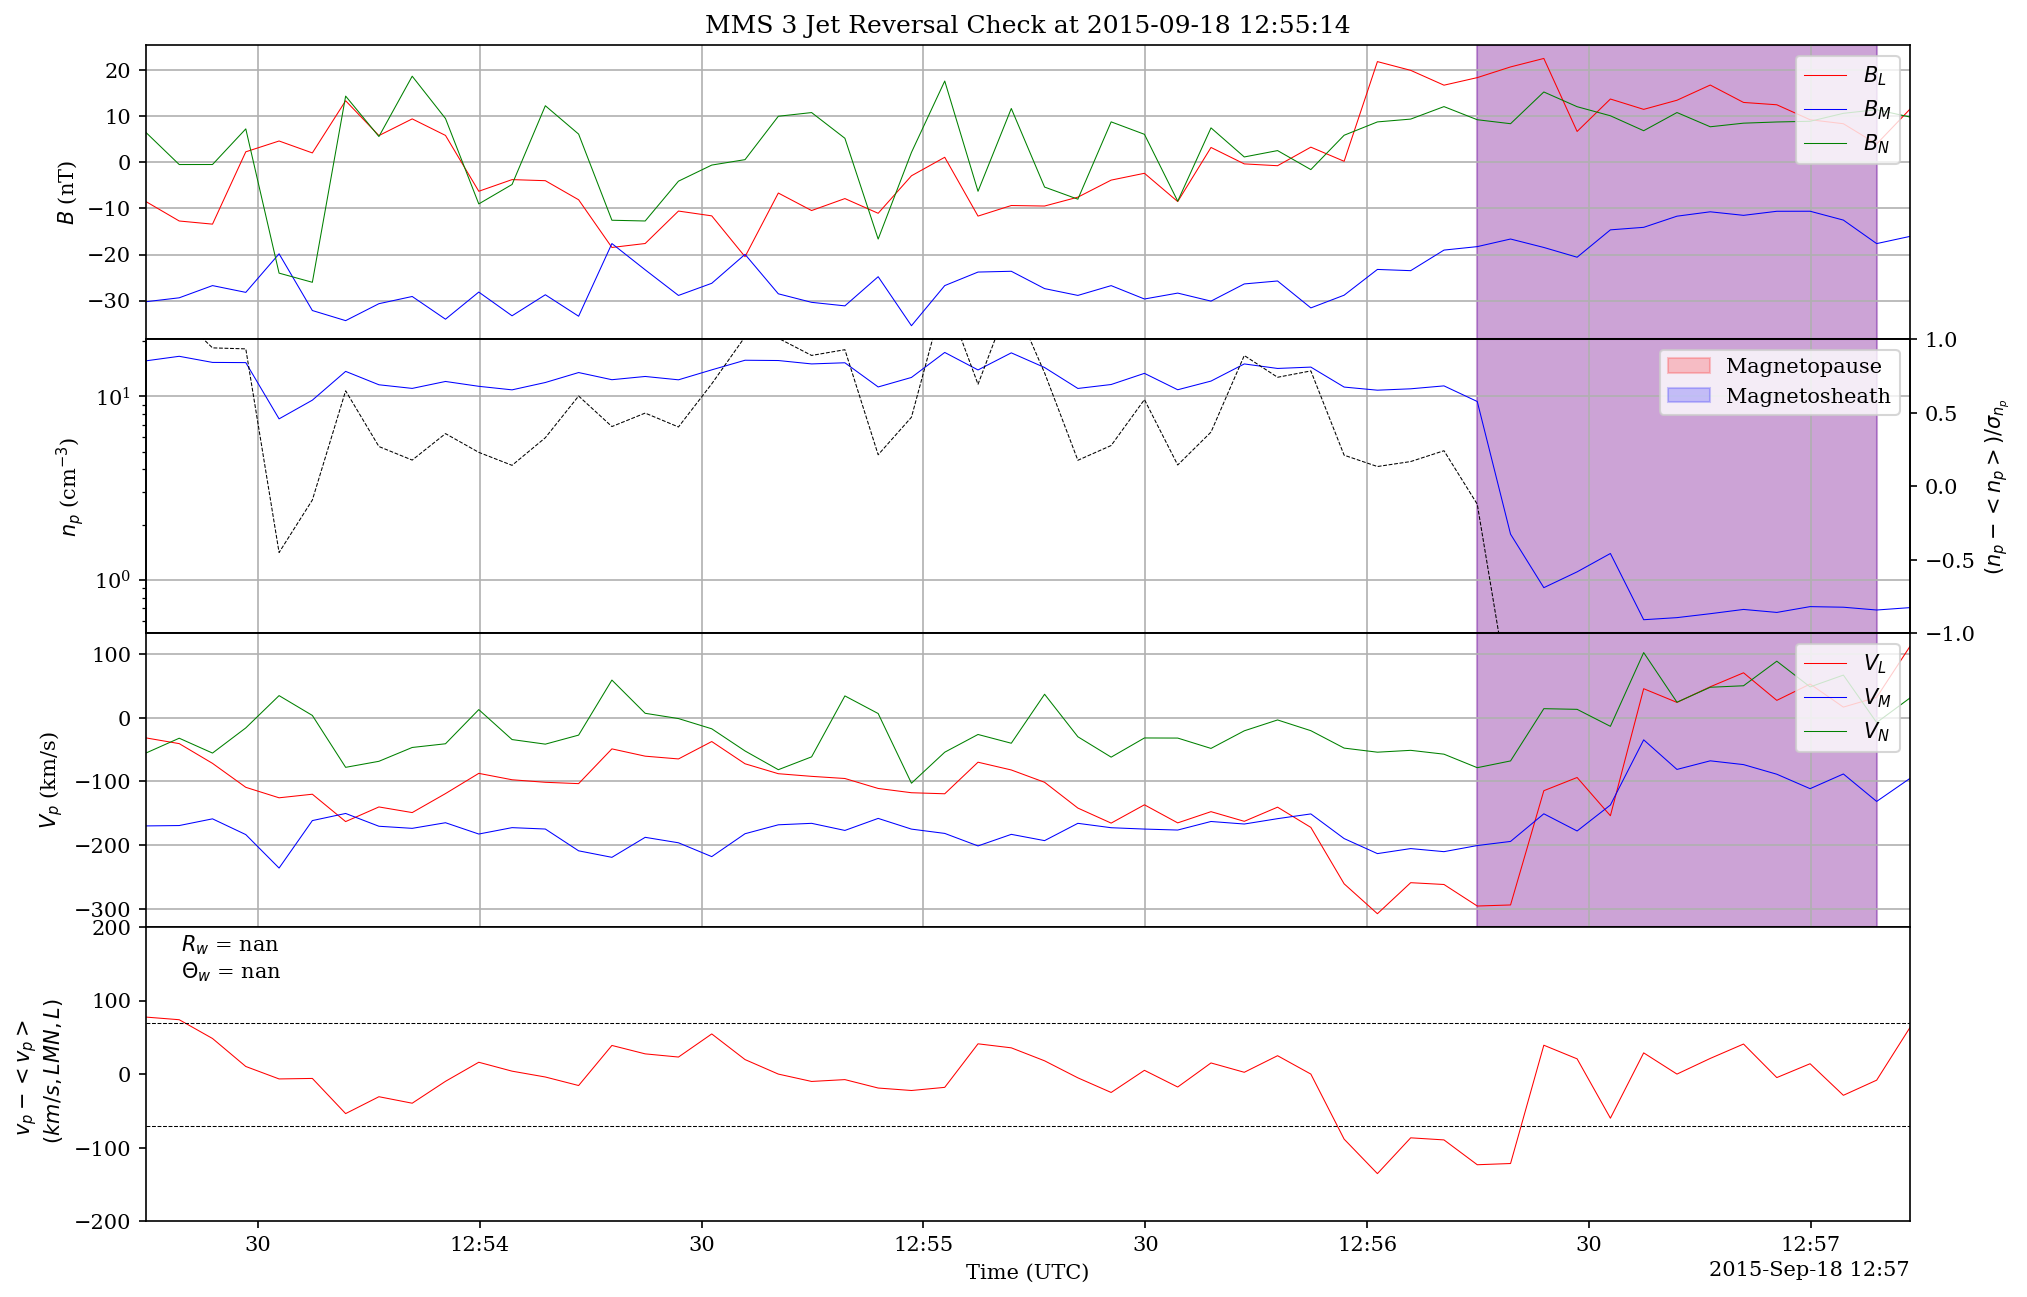 MMS 3 Jet Reversal Check at 2015-09-18 12:55:14
B (nT)
20
10
0
−10
−20
−30
B_L
B_M
B_N
n_p (cm^{−3})
10^1
10^0
Magnetopause
Magnetosheath
1.0
0.5
0.0
−0.5
−1.0
(n_p − < n_p >)/σ_{n_p}
V_p (km/s)
100
0
−100
−200
−300
V_L
V_M
V_N
v_p − < v_p >
(km/s, LMN, L)
200
100
0
−100
−200
R_w = nan
Θ_w = nan
30 12:54 30 12:55 30 12:56 30 12:57
Time (UTC)
2015-Sep-18 12:57